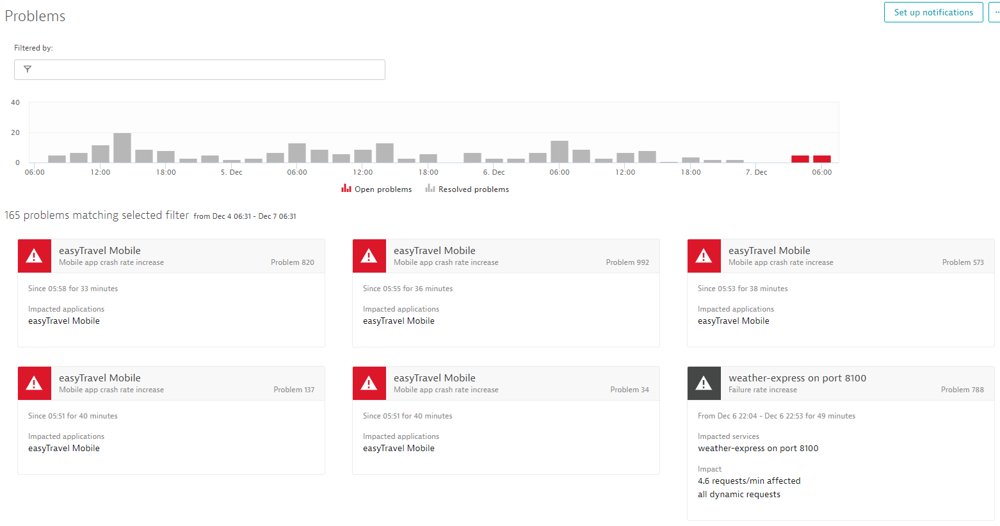 Problems
Set up notifications
...
Filtered by:
40
20
0
06:00 12:00 18:00 5. Dec 06:00 12:00 18:00 6. Dec 06:00 12:00 18:00 7. Dec 06:00
Open problems Resolved problems
165 problems matching selected filter from Dec 4 06:31 - Dec 7 06:31
easyTravel Mobile
Mobile app crash rate increase Problem 820
Since 05:58 for 33 minutes
Impacted applications
easyTravel Mobile
easyTravel Mobile
Mobile app crash rate increase Problem 992
Since 05:55 for 36 minutes
Impacted applications
easyTravel Mobile
easyTravel Mobile
Mobile app crash rate increase Problem 573
Since 05:53 for 38 minutes
Impacted applications
easyTravel Mobile
easyTravel Mobile
Mobile app crash rate increase Problem 137
Since 05:51 for 40 minutes
Impacted applications
easyTravel Mobile
easyTravel Mobile
Mobile app crash rate increase Problem 34
Since 05:51 for 40 minutes
Impacted applications
easyTravel Mobile
weather-express on port 8100
Failure rate increase Problem 788
From Dec 6 22:04 - Dec 6 22:53 for 49 minutes
Impacted services
weather-express on port 8100
Impact
4.6 requests/min affected
all dynamic requests